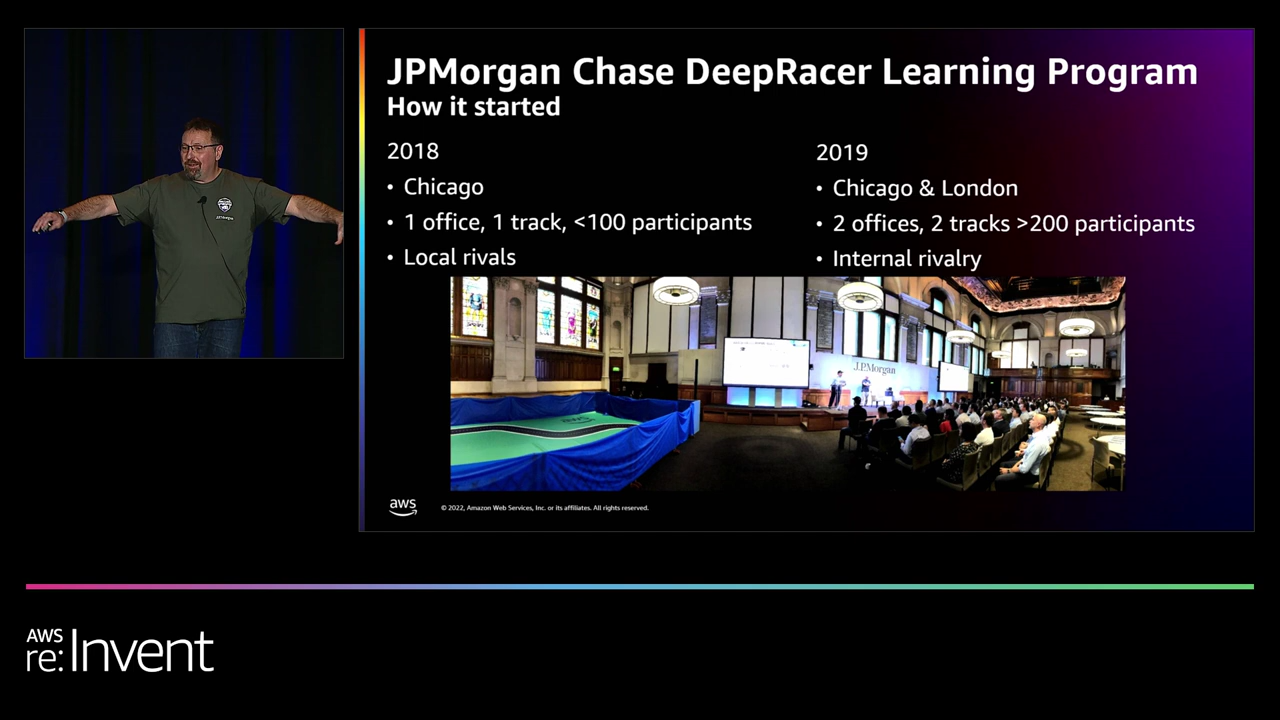 JPMorgan Chase DeepRacer Learning Program
How it started
2018
• Chicago
• 1 office, 1 track, <100 participants
• Local rivals
2019
• Chicago & London
• 2 offices, 2 tracks >200 participants
• Internal rivalry
J.P.Morgan
aws
© 2022, Amazon Web Services, Inc. or its affiliates. All rights reserved.
AWS
re:Invent